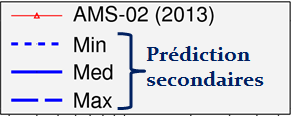 AMS-02 (2013)
Min
Med
Max
Prédiction
secondaires